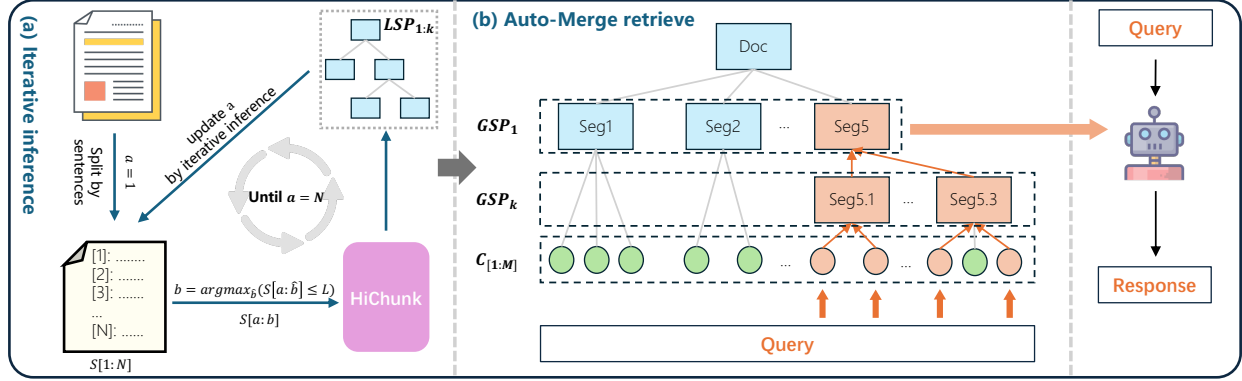 (a) Iterative inference
LSP₁:ₖ
update a
by iterative inference
a = 1
Split by
sentences
Until a = N
[1]: ........
[2]: ......
[3]: ......
...
[N]: ......
S[1: N]
b = argmax_b̂(S[a: b̂] ≤ L)
S[a: b]
HiChunk
(b) Auto-Merge retrieve
Doc
GSP₁
Seg1
Seg2
...
Seg5
GSPₖ
Seg5.1
...
Seg5.3
C[1:M]
...
...
Query
Query
Response